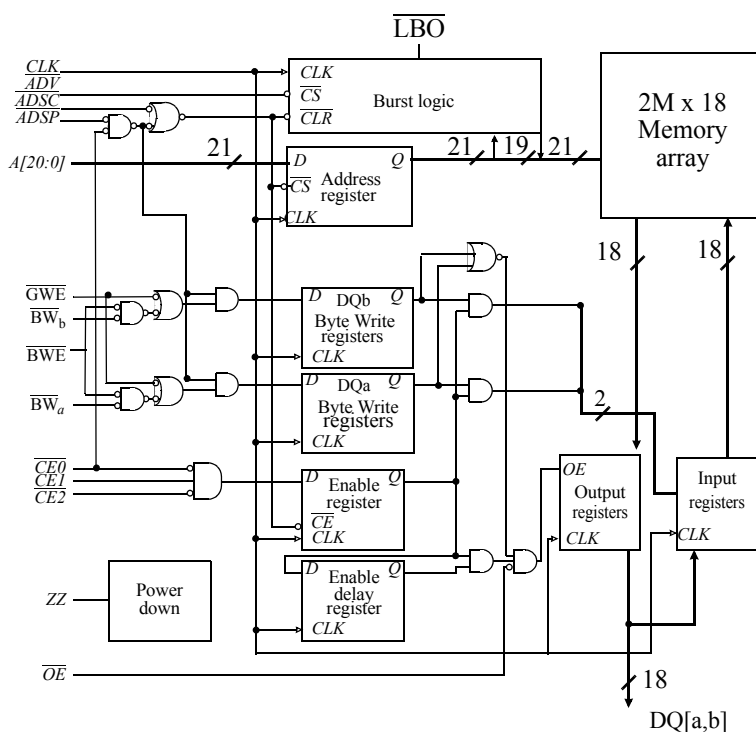 LBO
CLK
ADV
ADSC
ADSP
CLK
CS
CLR
Burst logic
2M x 18
Memory
array
A[20:0]
21
D
Q
Address
register
CS
CLK
21
19
21
18
18
GWE
BWb
BWE
BWa
D
DQb
Q
Byte Write
registers
CLK
D
DQa
Q
Byte Write
registers
CLK
2
CE0
CE1
CE2
D
Enable
Q
register
CE
CLK
OE
Output
registers
CLK
Input
registers
CLK
D
Enable
Q
delay
register
CLK
ZZ
Power
down
OE
18
DQ[a,b]